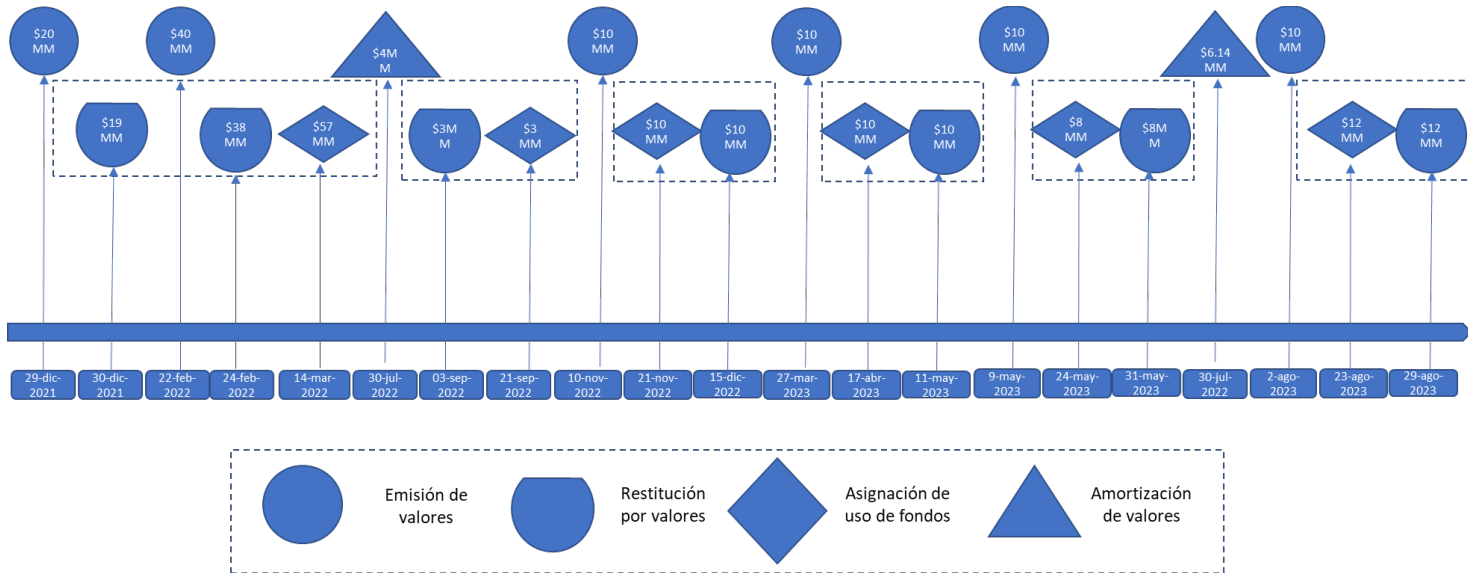 $20
MM
$40
MM
$4M
M
$10
MM
$10
MM
$10
MM
$6.14
MM
$10
MM
$19
MM
$38
MM
$57
MM
$3M
M
$3
MM
$10
MM
$10
MM
$10
MM
$10
MM
$8
MM
$8M
M
$12
MM
$12
MM
29-dic-
2021
30-dic-
2021
22-feb-
2022
24-feb-
2022
14-mar-
2022
30-jul-
2022
03-sep-
2022
21-sep-
2022
10-nov-
2022
21-nov-
2022
15-dic-
2022
27-mar-
2023
17-abr-
2023
11-may-
2023
9-may-
2023
24-may-
2023
31-may-
2023
30-jul-
2022
2-ago-
2023
23-ago-
2023
29-ago-
2023
Emisión de
valores
Restitución
por valores
Asignación de
uso de fondos
Amortización
de valores